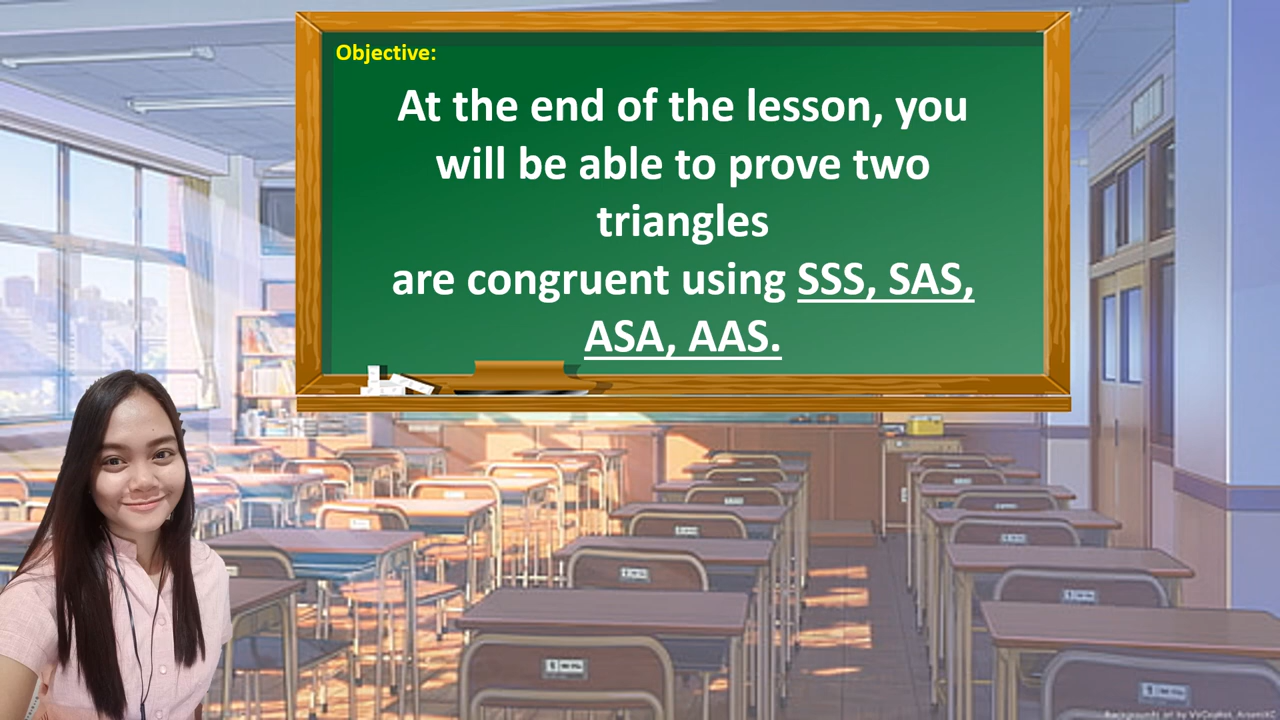 Objective:
At the end of the lesson, you
will be able to prove two
triangles
are congruent using SSS, SAS,
ASA, AAS.